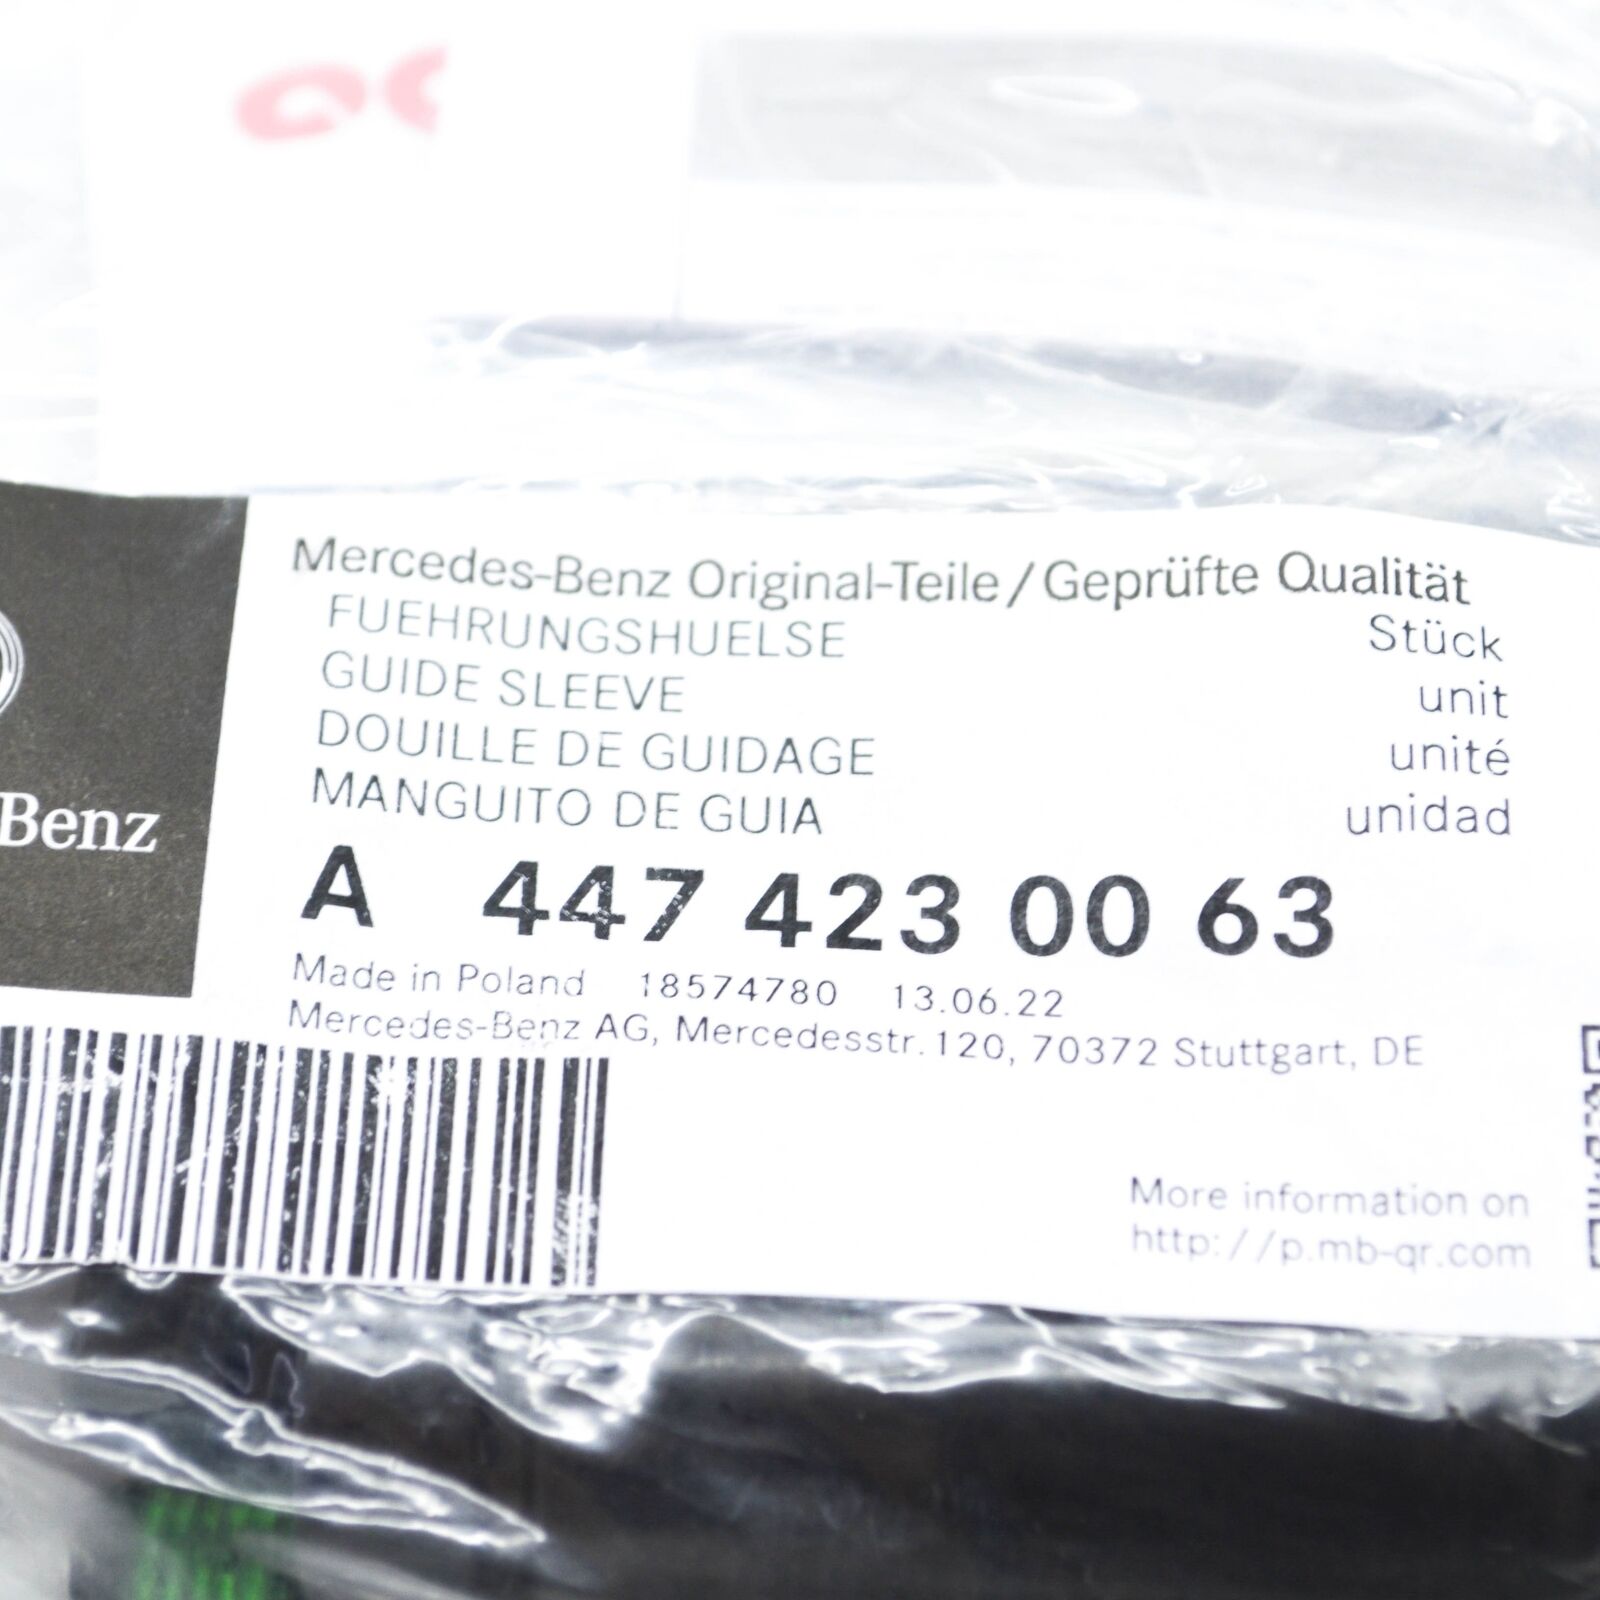 Mercedes-Benz Original-Teile/Geprüfte Qualität
FUEHRUNGSHUELSE Stück
GUIDE SLEEVE unit
DOUILLE DE GUIDAGE unité
MANGUITO DE GUIA unidad
Benz
A 447 423 00 63
Made in Poland 18574780 13.06.22
Mercedes-Benz AG, Mercedesstr.120, 70372 Stuttgart, DE
More information on
http://p.mb-qr.com